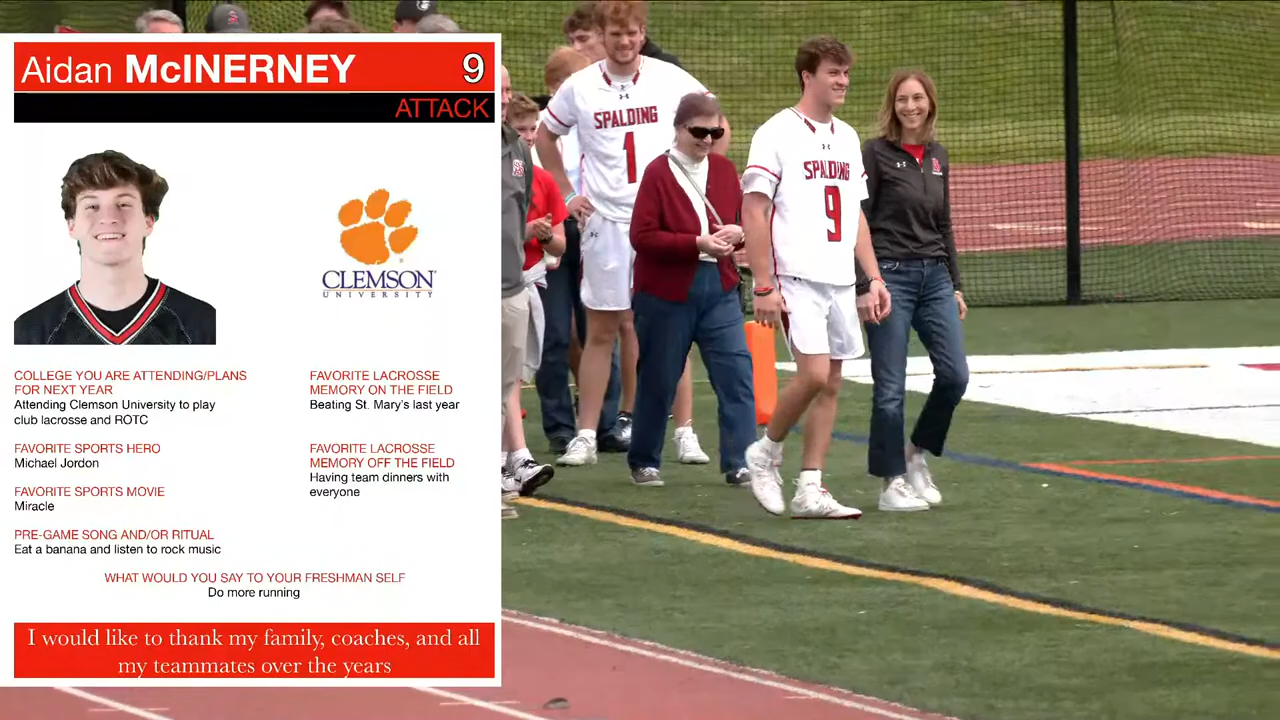 Aidan McINERNEY 9
ATTACK
CLEMSON
UNIVERSITY
COLLEGE YOU ARE ATTENDING/PLANS
FOR NEXT YEAR
Attending Clemson University to play
club lacrosse and ROTC
FAVORITE SPORTS HERO
Michael Jordon
FAVORITE SPORTS MOVIE
Miracle
PRE-GAME SONG AND/OR RITUAL
Eat a banana and listen to rock music
FAVORITE LACROSSE
MEMORY ON THE FIELD
Beating St. Mary's last year
FAVORITE LACROSSE
MEMORY OFF THE FIELD
Having team dinners with
everyone
WHAT WOULD YOU SAY TO YOUR FRESHMAN SELF
Do more running
I would like to thank my family, coaches, and all
my teammates over the years
SPALDING
1
SPALDING
9